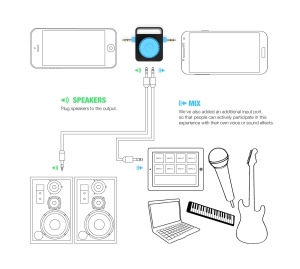 SPEAKERS
Plug speakers to the output.
MIX
We've also added an additional input port,
so that people can actively participate in the
experience with their own voice or sound effects.